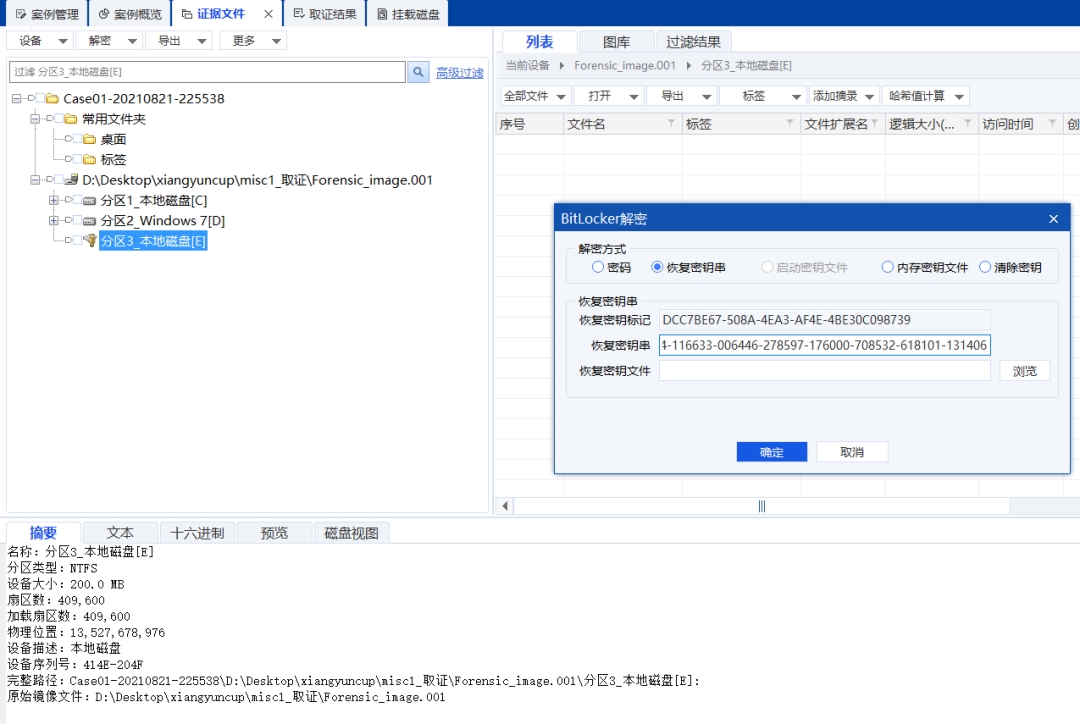 案例管理 案例概览 证据文件 取证结果 挂载磁盘
设备 解密 导出 更多
过滤 分区3_本地磁盘[E] 高级过滤
Case01-20210821-225538
常用文件夹
桌面
标签
D:\Desktop\xiangyuncup\misc1_取证\Forensic_image.001
分区1_本地磁盘[C]
分区2_Windows 7[D]
分区3_本地磁盘[E]
列表 图库 过滤结果
当前设备 Forensic_image.001 分区3_本地磁盘[E]
全部文件 打开 导出 标签 添加摘录 哈希值计算
序号 文件名 标签 文件扩展名 逻辑大小(... 访问时间 创
BitLocker解密
解密方式
密码 恢复密钥串 启动密钥文件 内存密钥文件 清除密钥
恢复密钥串
恢复密钥标记 DCC7BE67-508A-4EA3-AF4E-4BE30C098739
恢复密钥串 4-116633-006446-278597-176000-708532-618101-131406
恢复密钥文件 浏览
确定 取消
摘要 文本 十六进制 预览 磁盘视图
名称: 分区3_本地磁盘[E]
分区类型: NTFS
设备大小: 200.0 MB
扇区数: 409,600
加载扇区数: 409,600
物理位置: 13,527,678,976
设备描述: 本地磁盘
设备序列号: 414E-204F
完整路径: Case01-20210821-225538\D:\Desktop\xiangyuncup\misc1_取证\Forensic_image.001\分区3_本地磁盘[E]:
原始镜像文件: D:\Desktop\xiangyuncup\misc1_取证\Forensic_image.001